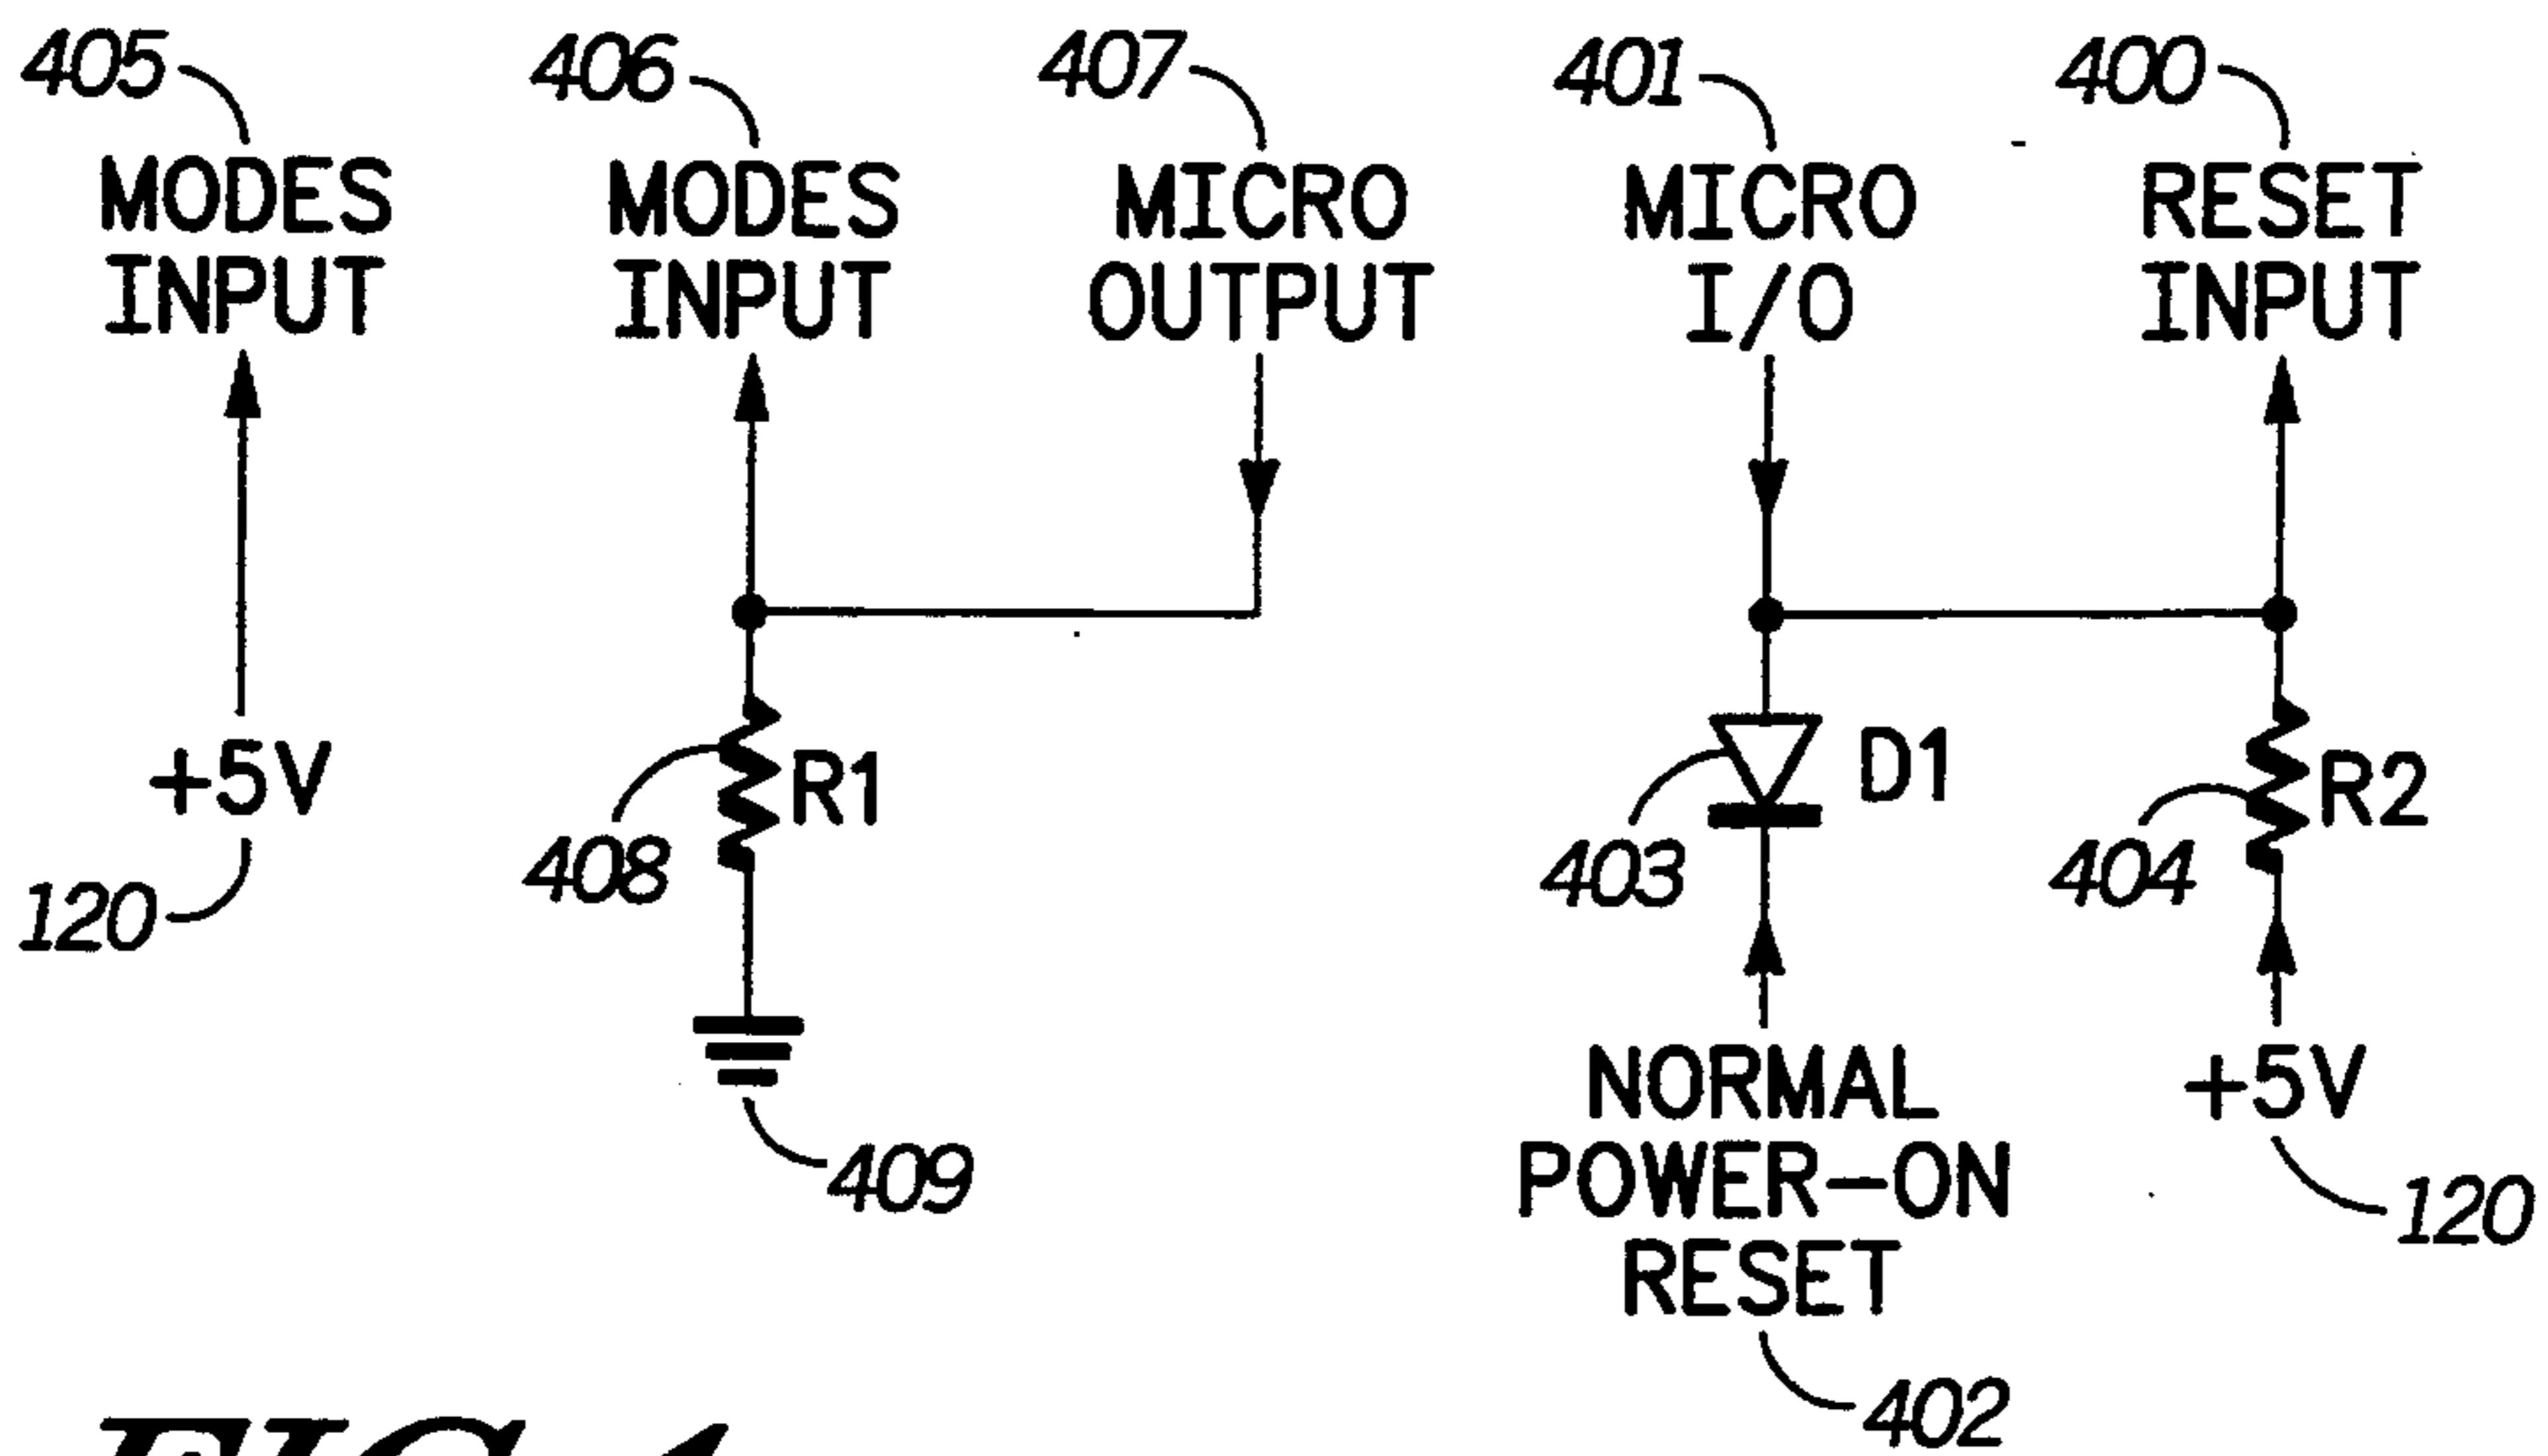 405
406
407
401
400
MODES
INPUT
MODES
INPUT
MICRO
OUTPUT
MICRO
I/O
RESET
INPUT
+5V
120
R1
408
409
D1
403
R2
404
NORMAL
POWER-ON
RESET
402
+5V
120